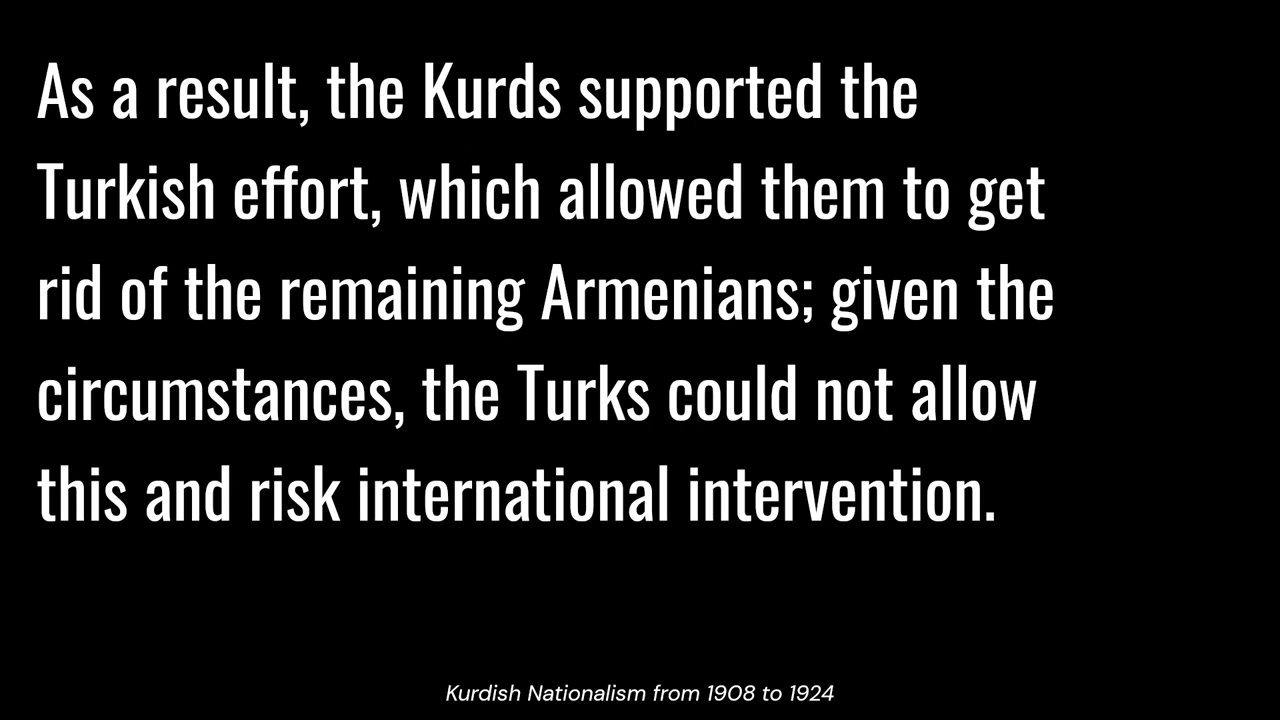 As a result, the Kurds supported the
Turkish effort, which allowed them to get
rid of the remaining Armenians; given the
circumstances, the Turks could not allow
this and risk international intervention.
Kurdish Nationalism from 1908 to 1924